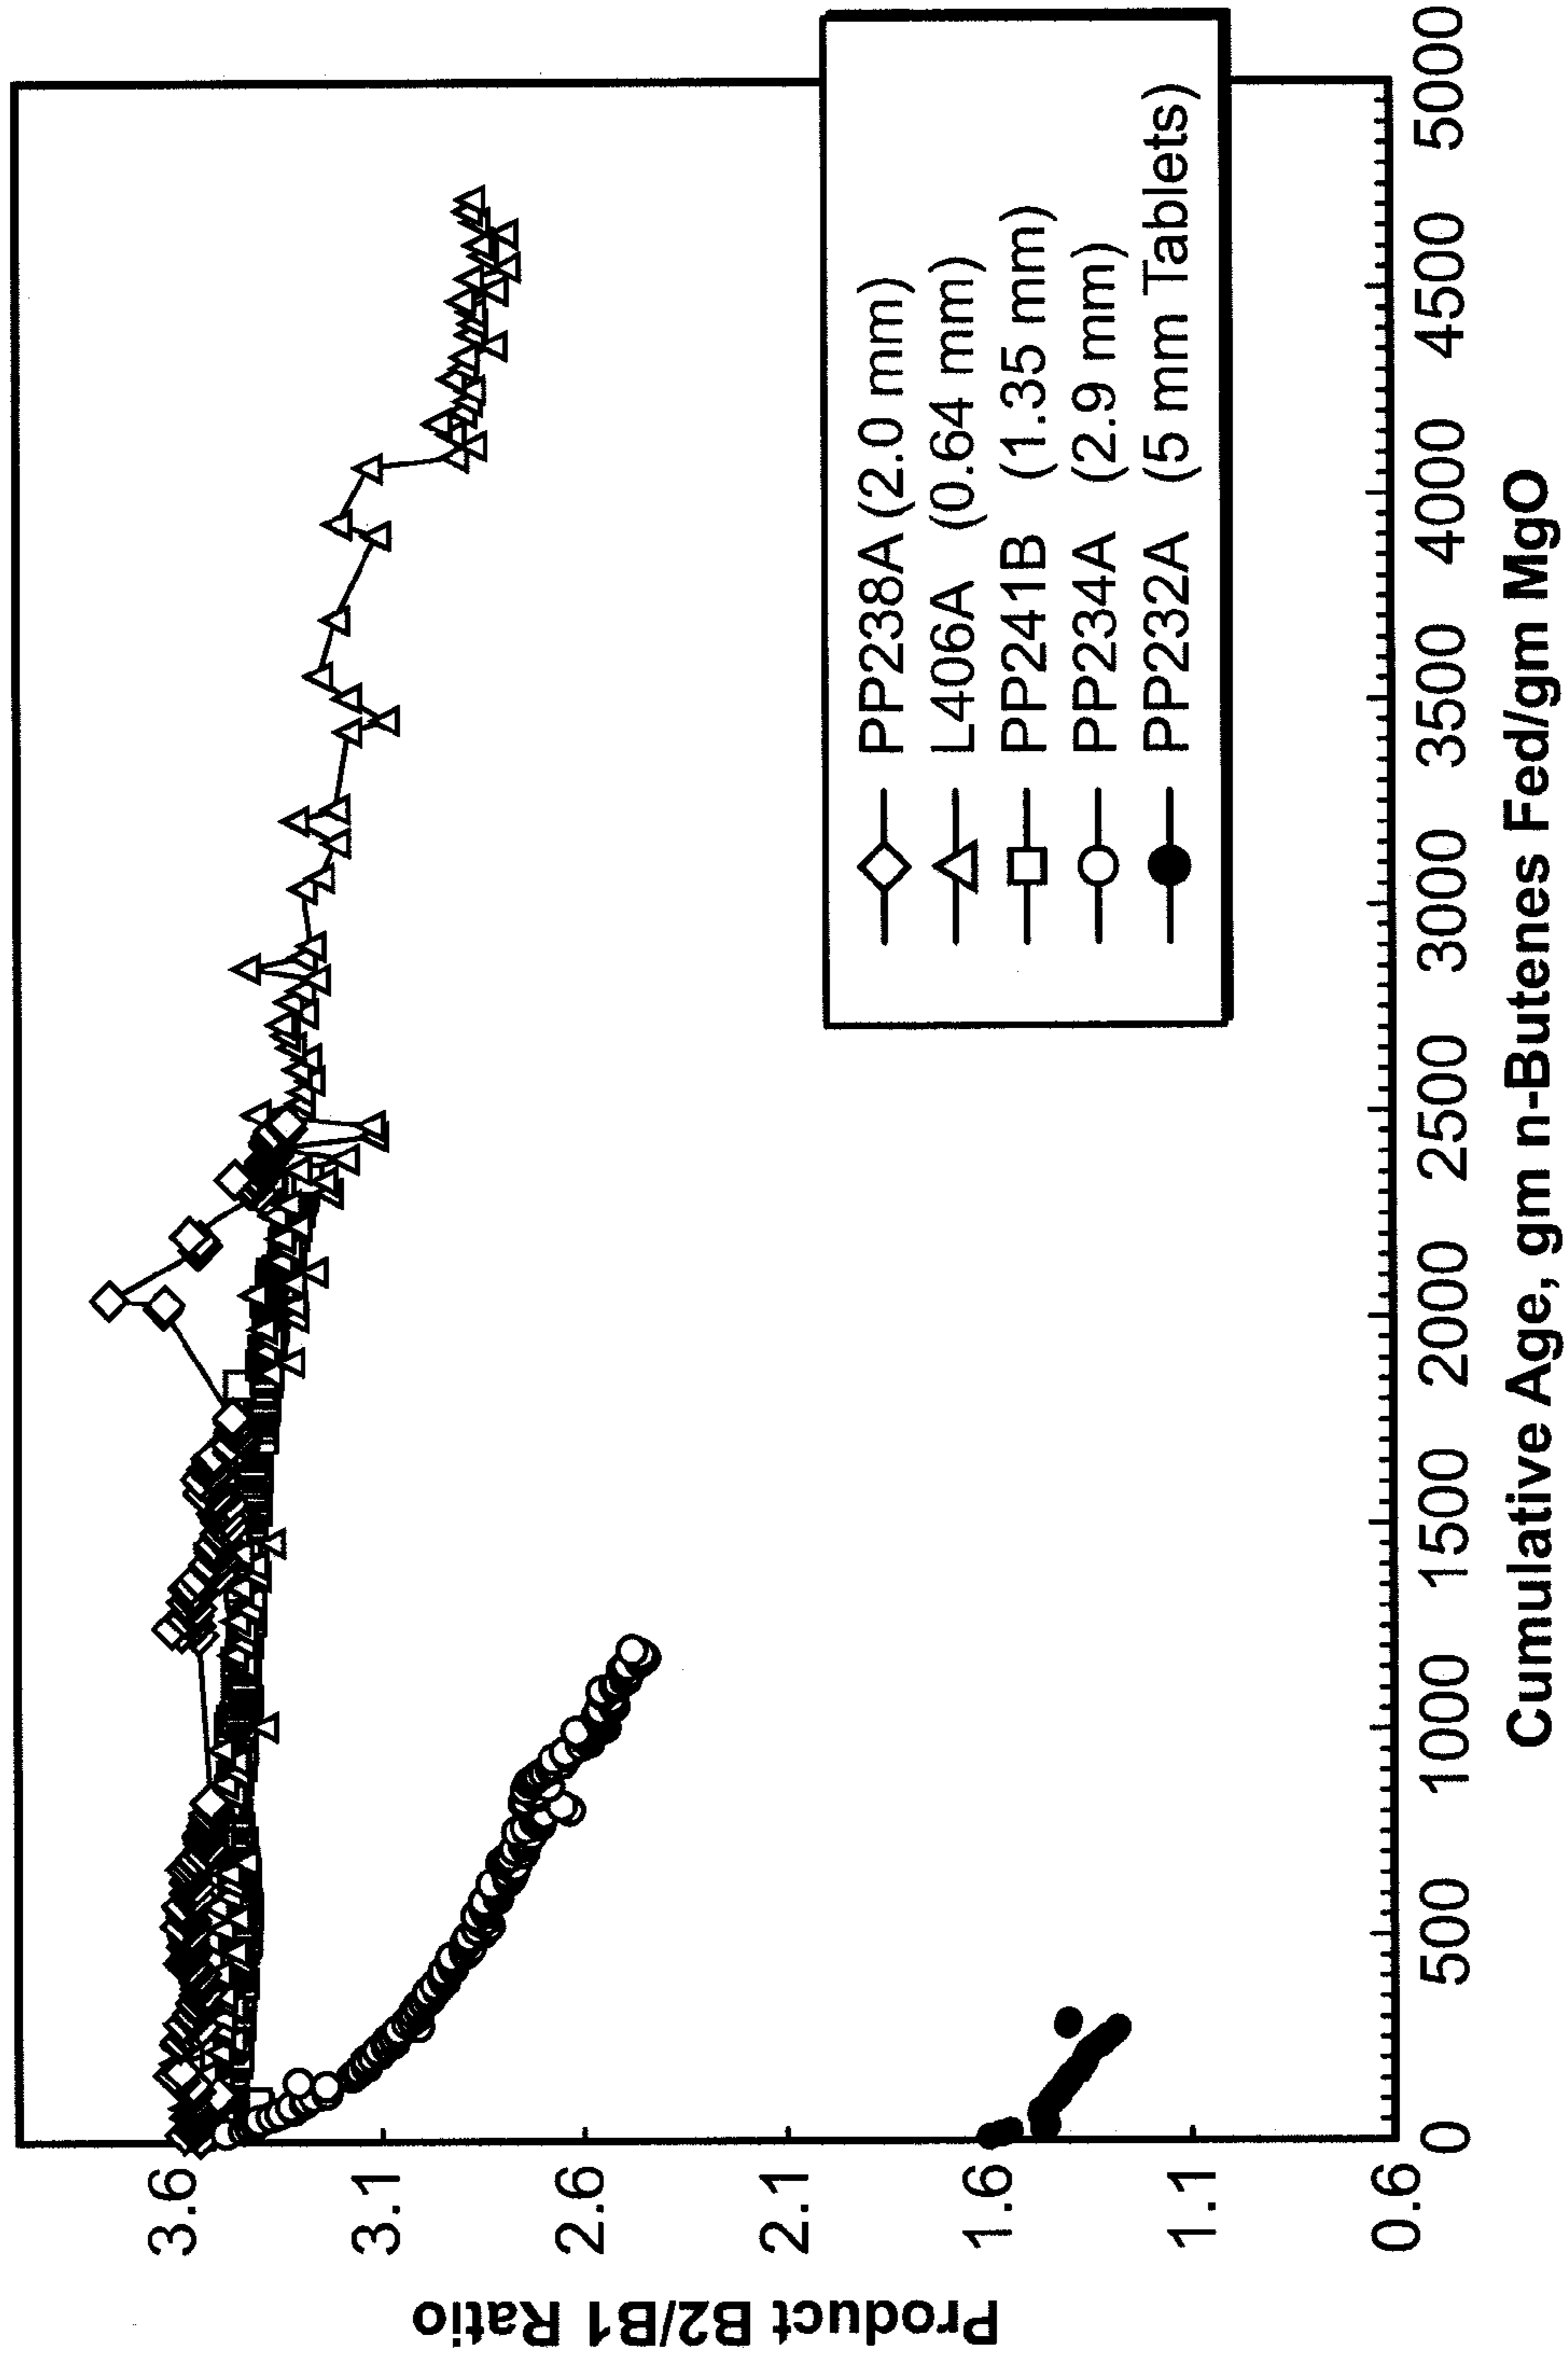 Product B2/B1 Ratio
3.6
3.1
2.6
2.1
1.6
1.1
0.6
PP238A (2.0 mm)
L406A (0.64 mm)
PP241B (1.35 mm)
PP234A (2.9 mm)
PP232A (5 mm Tablets)
0 500 1000 1500 2000 2500 3000 3500 4000 4500 5000
Cumulative Age, gm n-Butenes Fed/gm MgO